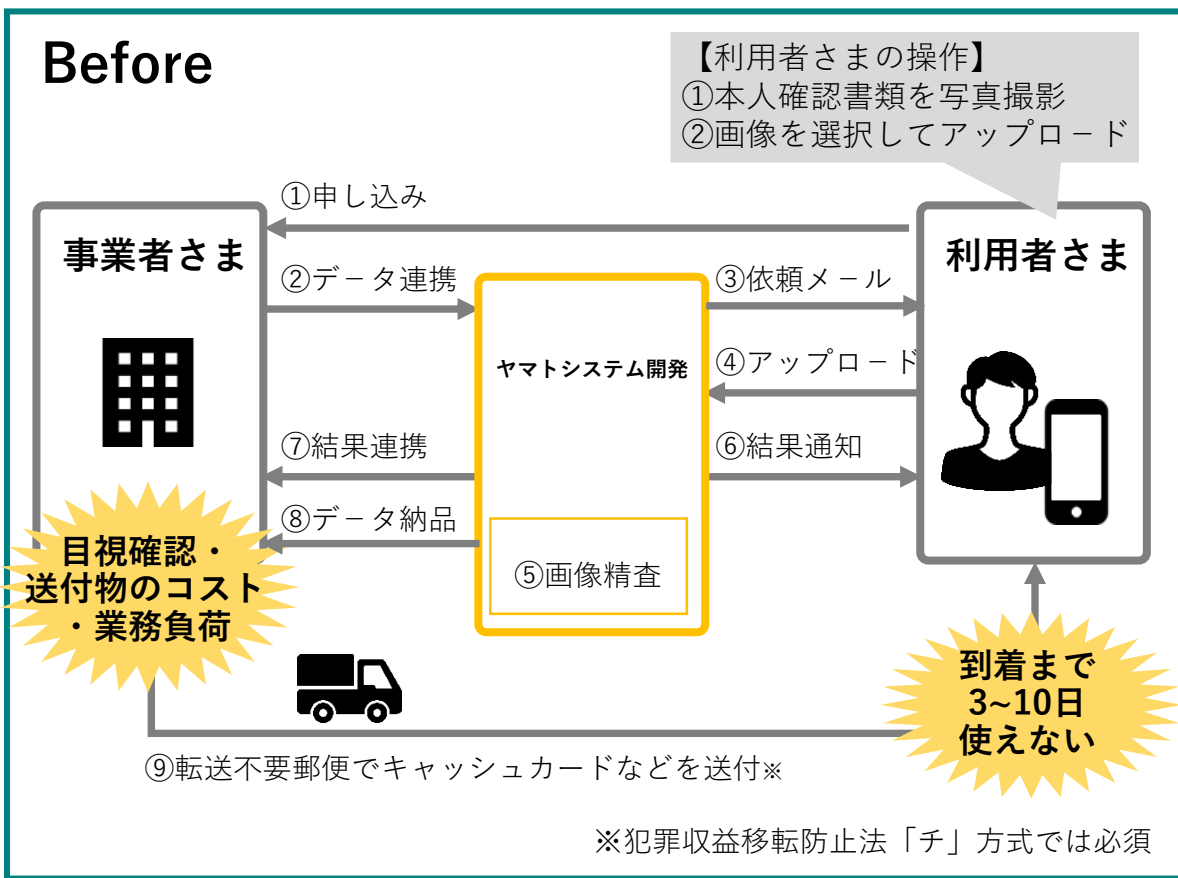 Before
【利用者さまの操作】
①本人確認書類を写真撮影
②画像を選択してアップロード
①申し込み
事業者さま
利用者さま
②データ連携
③依頼メール
ヤマトシステム開発
④アップロード
⑦結果連携
⑥結果通知
⑧データ納品
⑤画像精査
目視確認・
送付物のコスト
・業務負荷
到着まで
3~10日
使えない
⑨転送不要郵便でキャッシュカードなどを送付※
※犯罪収益移転防止法「チ」方式では必須